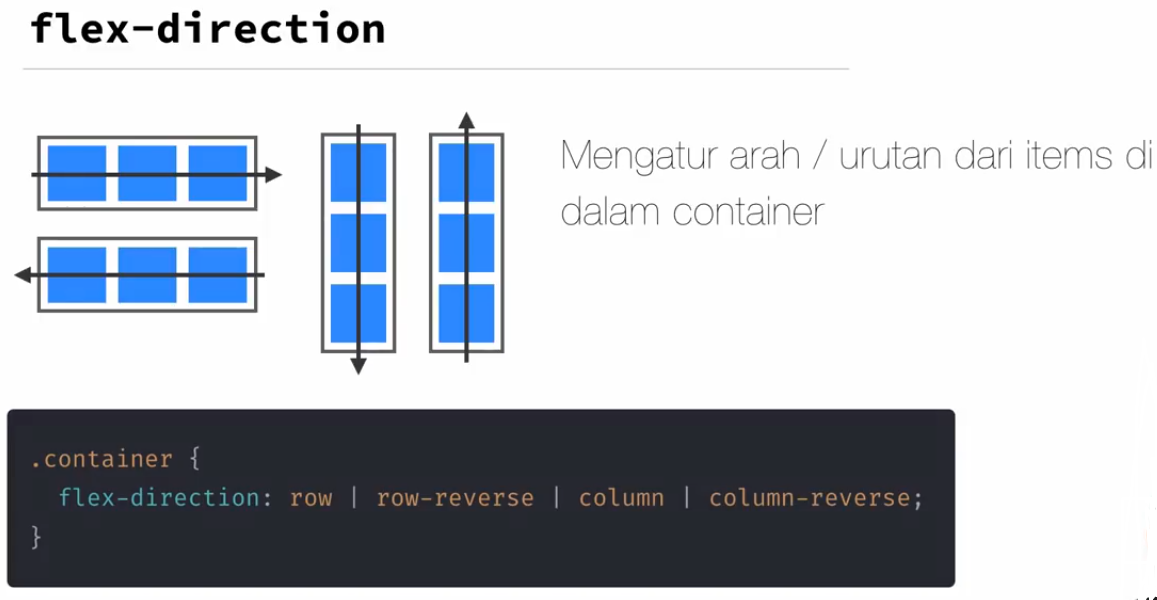 flex-direction
Mengatur arah / urutan dari items di
dalam container
.container {
flex-direction: row | row-reverse | column | column-reverse;
}